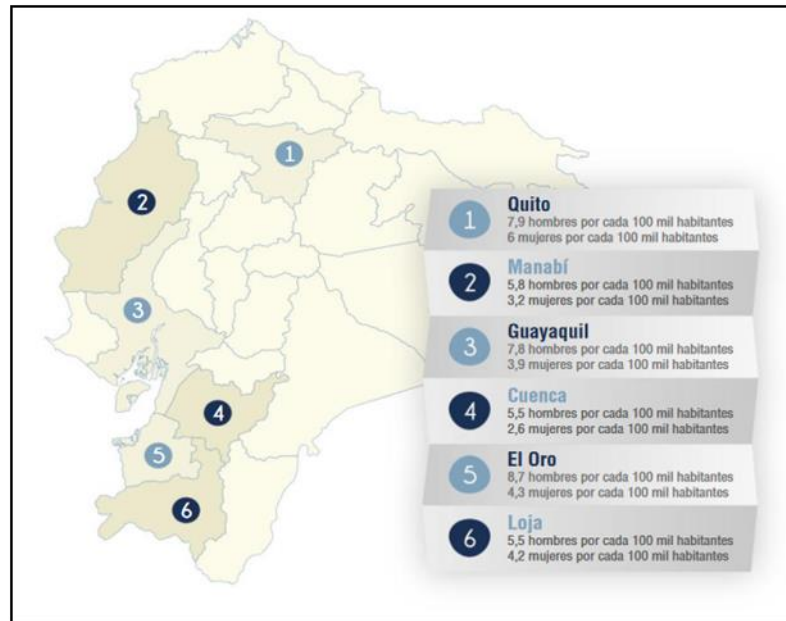 1
2
3
4
5
6
1
Quito
7,9 hombres por cada 100 mil habitantes
6 mujeres por cada 100 mil habitantes
2
Manabí
5,8 hombres por cada 100 mil habitantes
3,2 mujeres por cada 100 mil habitantes
3
Guayaquil
7,8 hombres por cada 100 mil habitantes
3,9 mujeres por cada 100 mil habitantes
4
Cuenca
5,5 hombres por cada 100 mil habitantes
2,6 mujeres por cada 100 mil habitantes
5
El Oro
8,7 hombres por cada 100 mil habitantes
4,3 mujeres por cada 100 mil habitantes
6
Loja
5,5 hombres por cada 100 mil habitantes
4,2 mujeres por cada 100 mil habitantes